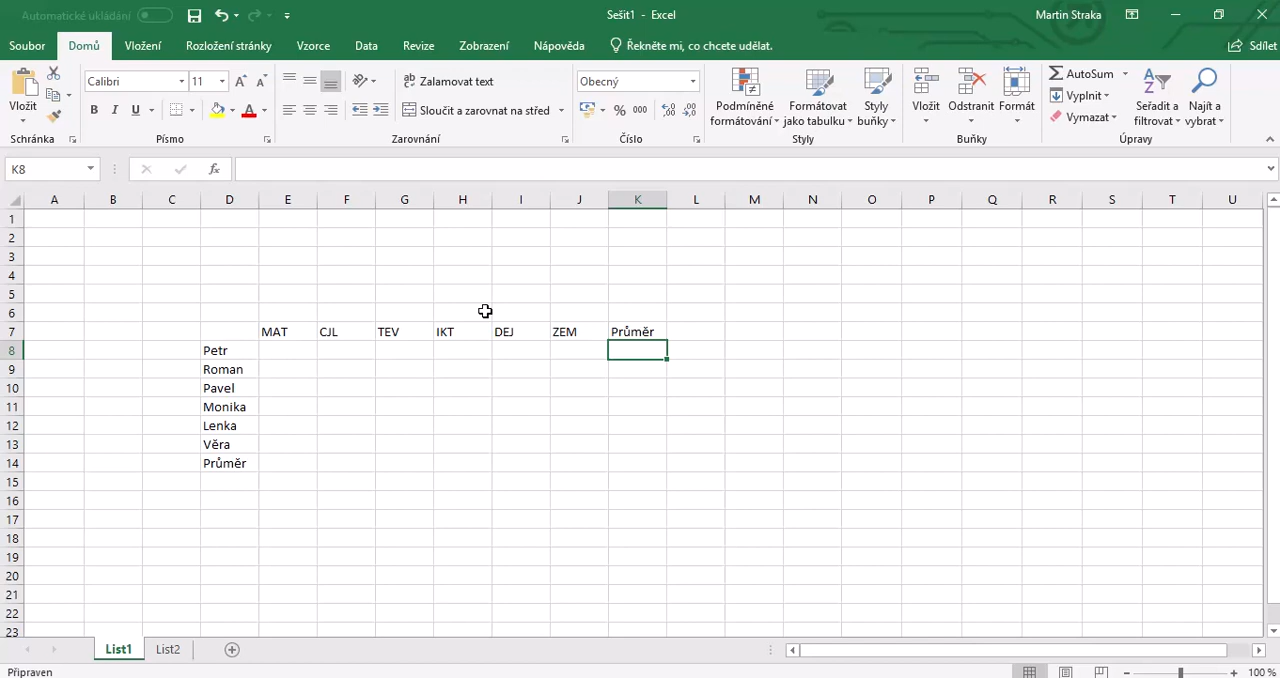 Automatické ukládání
Sešit1 - Excel
Martin Straka
Soubor Domů Vložení Rozložení stránky Vzorce Data Revize Zobrazení Nápověda Řekněte mi, co chcete udělat. Sdílet
Vložit
Schránka
Calibri 11
B I U
Písmo
Zalamovat text
Sloučit a zarovnat na střed
Zarovnání
Obecný
% 000
Číslo
Podmíněné
formátování
Formátovat
jako tabulku
Styly
buňky
Styly
Vložit Odstranit Formát
Buňky
AutoSum
Vyplnit
Vymazat
Seřadit a
filtrovat
Najít a
vybrat
Úpravy
K8
fx
A B C D E F G H I J K L M N O P Q R S T U
1
2
3
4
5
6
7 MAT CJL TEV IKT DEJ ZEM Průměr
8 Petr
9 Roman
10 Pavel
11 Monika
12 Lenka
13 Věra
14 Průměr
15
16
17
18
19
20
21
22
23
List1 List2
Připraven
100 %